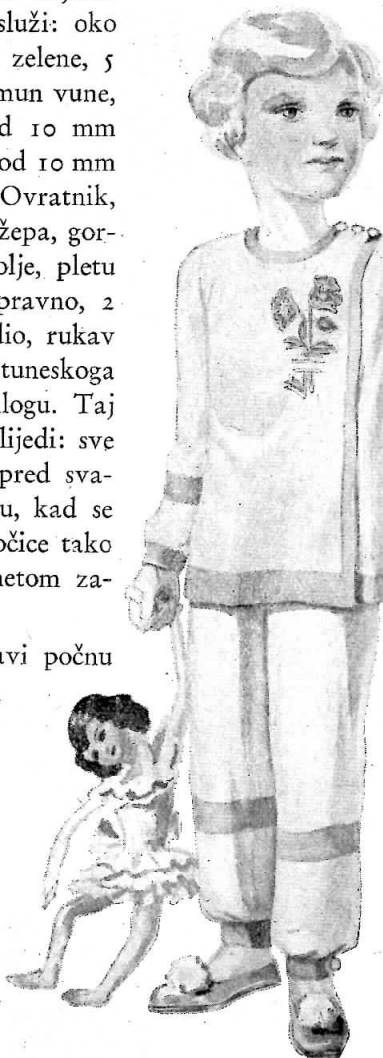 služi: oko
zelene, 5
mun vune,
d 10 mm
od 10 mm
Ovratnik,
žepa, gor-
olje, pletu
pravno, 2
dio, rukav
tuneskoga
logu. Taj
lijedi: sve
pred sva-
u, kad se
očice tako
netom za-
avi počnu